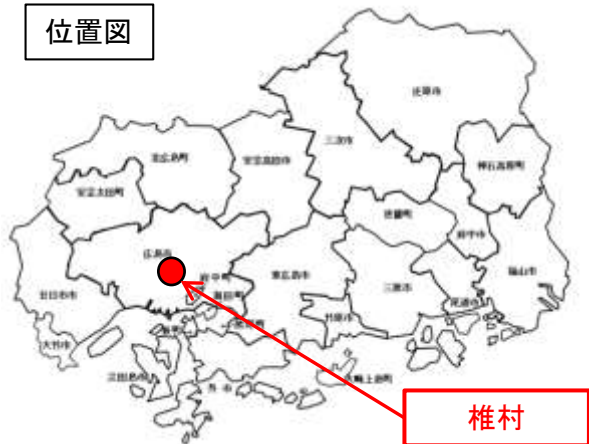 位置図
庄原市
三次市
北広島町
安芸高田市
神石高原町
安芸太田町
世羅町
府中市
広島市
府中町
東広島市
三原市
福山市
廿日市市
海田町
尾道市
竹原市
大竹市
江田島市
大崎上島町
椎村